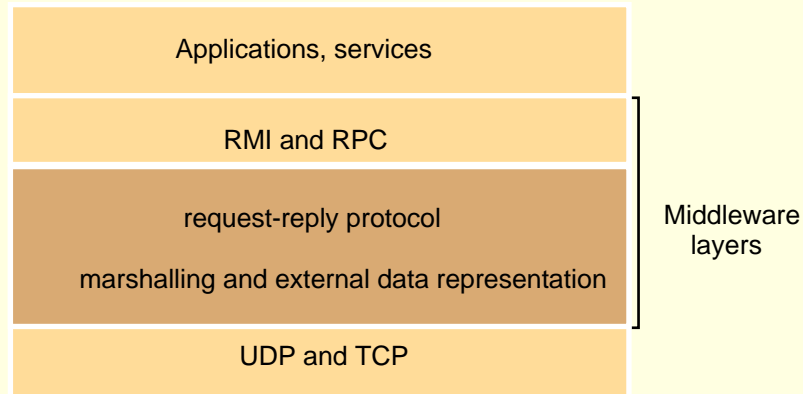 Applications, services
RMI and RPC
request-reply protocol
marshalling and external data representation
UDP and TCP
Middleware
layers